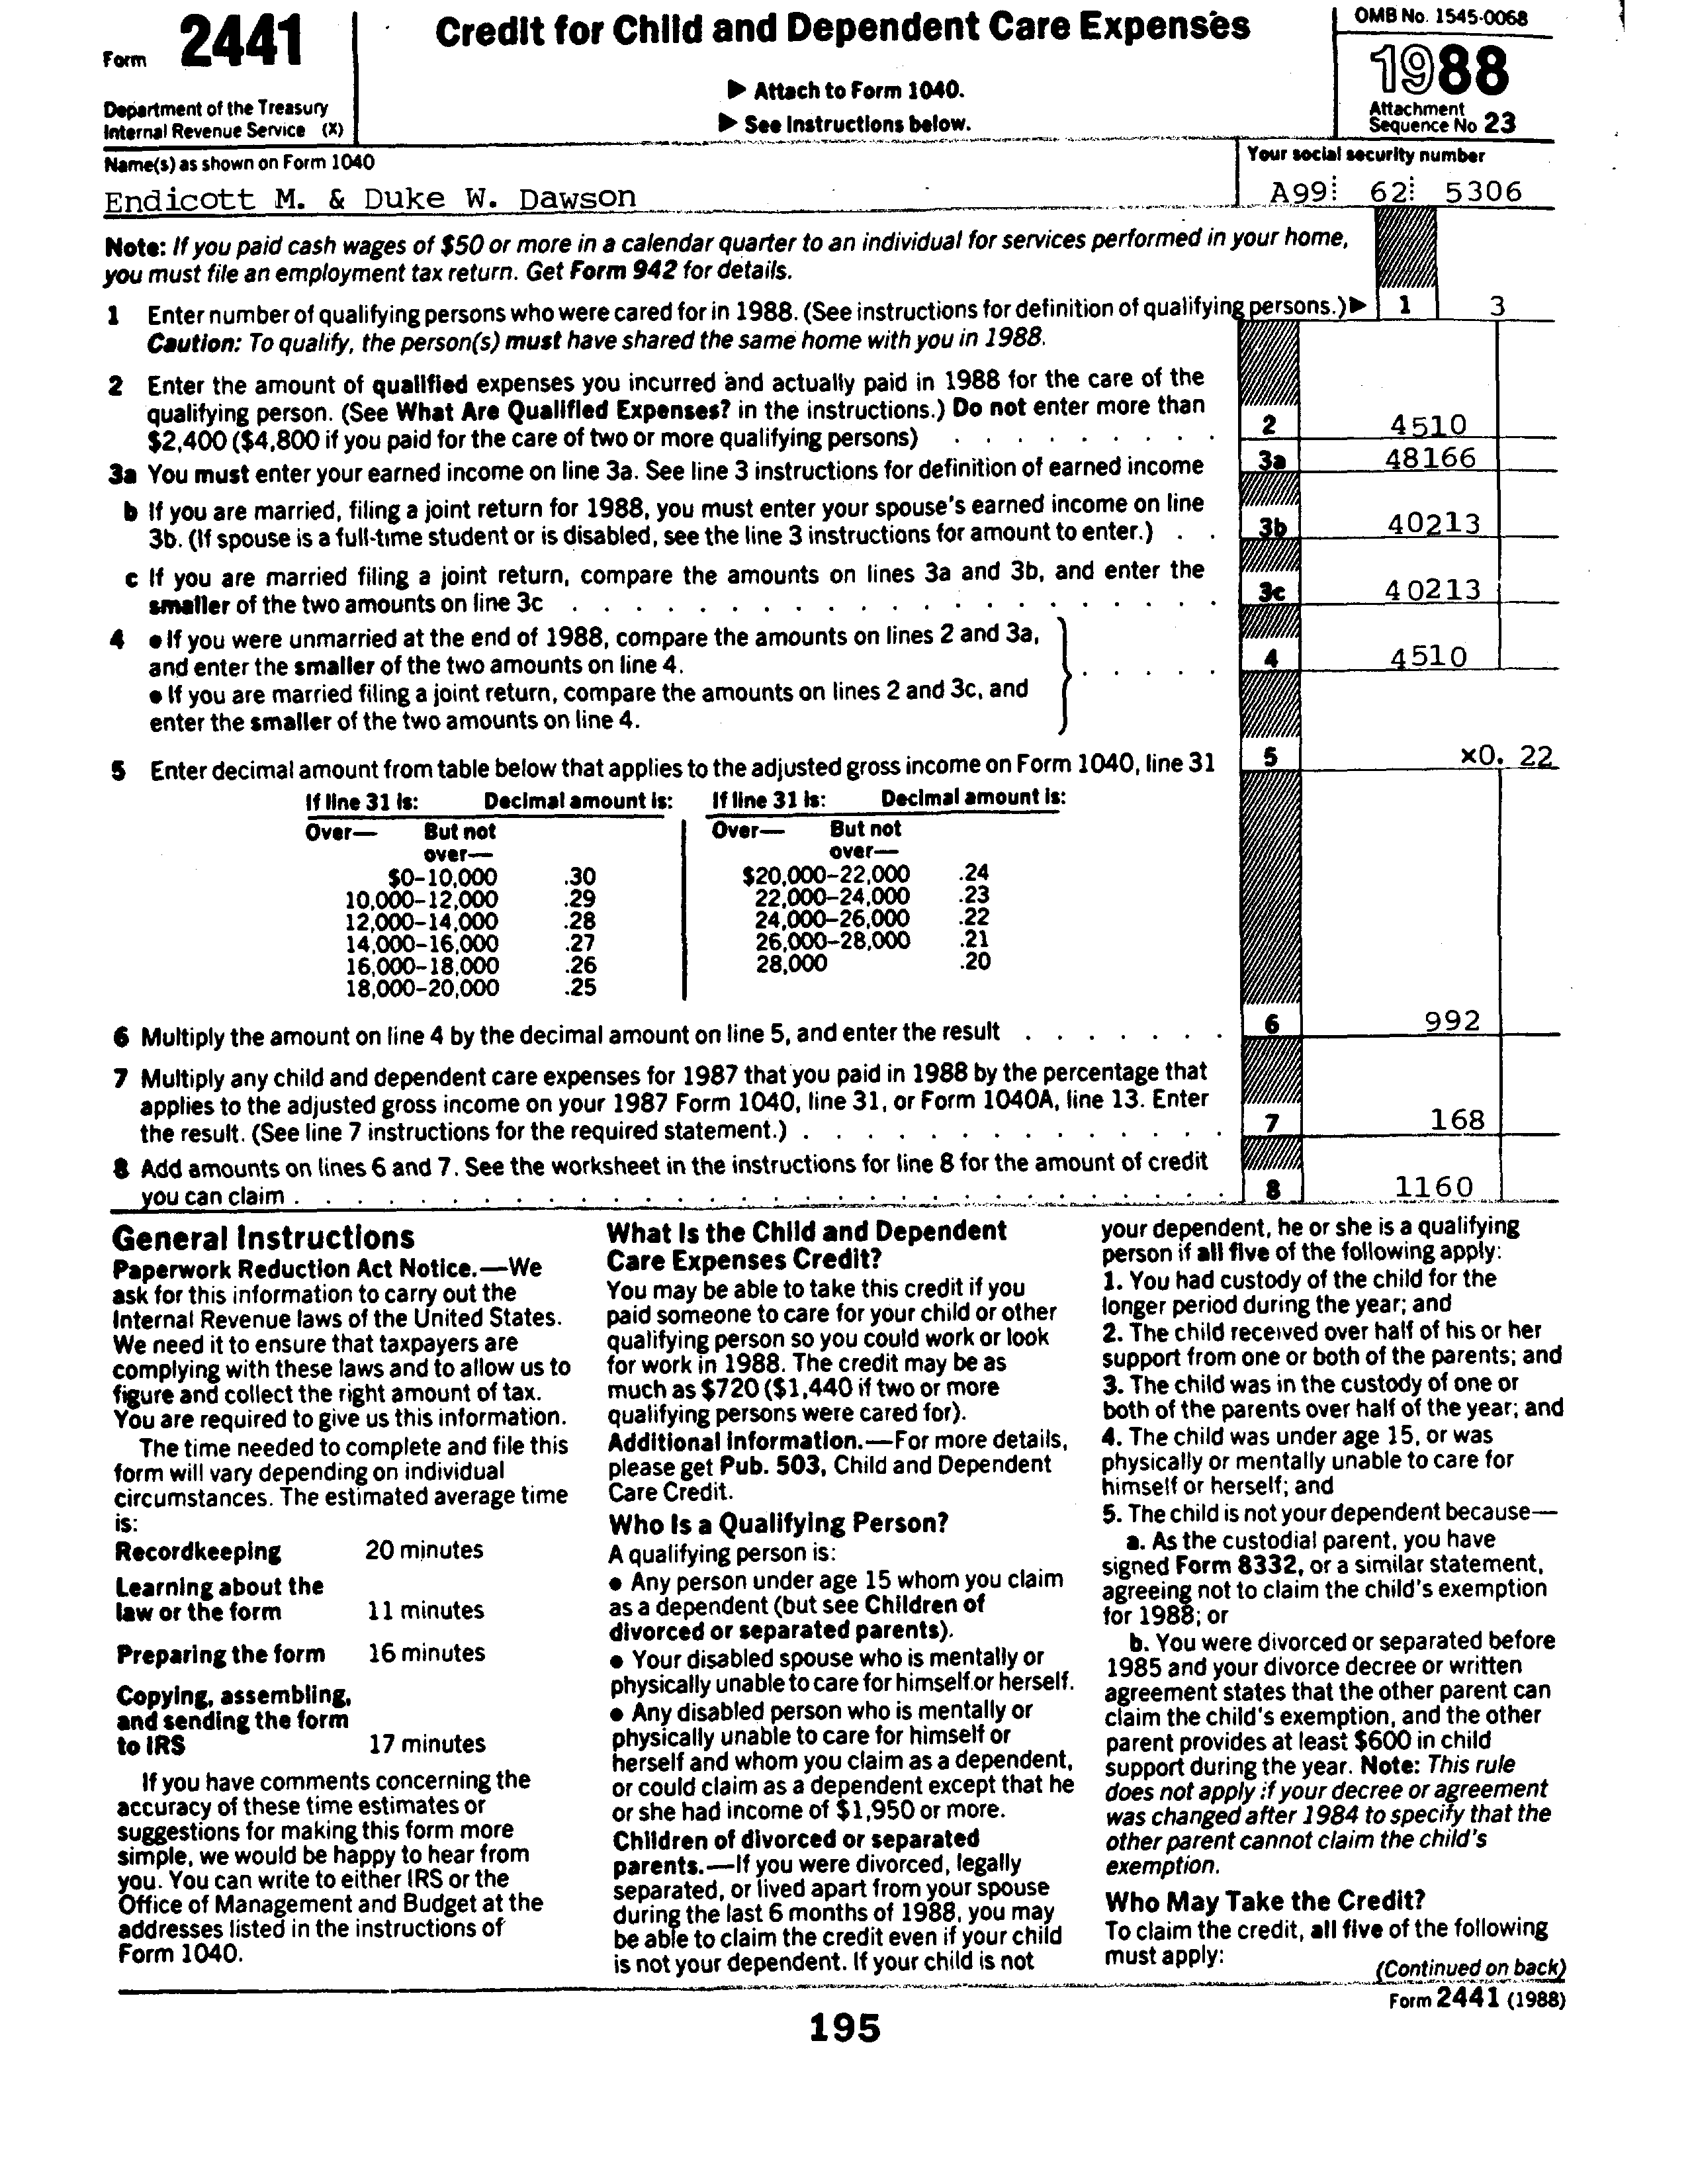 Form 2441
Department of the Treasury
Internal Revenue Service (X)
Credit for Child and Dependent Care Expenses
▶ Attach to Form 1040.
▶ See Instructions below.
OMB No. 1545-0068
1988
Attachment
Sequence No 23
Name(s) as shown on Form 1040
Endicott M. & Duke W. Dawson
Your social security number
A99 62 5306
Note: If you paid cash wages of $50 or more in a calendar quarter to an individual for services performed in your home,
you must file an employment tax return. Get Form 942 for details.
1 Enter number of qualifying persons who were cared for in 1988. (See instructions for definition of qualifying persons.) ▶ 1 3
Caution: To qualify, the person(s) must have shared the same home with you in 1988.
2 Enter the amount of qualified expenses you incurred and actually paid in 1988 for the care of the
qualifying person. (See What Are Qualified Expenses? in the instructions.) Do not enter more than
$2,400 ($4,800 if you paid for the care of two or more qualifying persons) . . . . . . . . 2 4510
3a You must enter your earned income on line 3a. See line 3 instructions for definition of earned income 3a 48166
b If you are married, filing a joint return for 1988, you must enter your spouse's earned income on line
3b. (If spouse is a full-time student or is disabled, see the line 3 instructions for amount to enter.) . . 3b 40213
c If you are married filing a joint return, compare the amounts on lines 3a and 3b, and enter the
smaller of the two amounts on line 3c . . . . . . . . . . . . . . . . . . . . 3c 40213
4 ● If you were unmarried at the end of 1988, compare the amounts on lines 2 and 3a,
and enter the smaller of the two amounts on line 4. . . . . . 4 4510
● If you are married filing a joint return, compare the amounts on lines 2 and 3c, and
enter the smaller of the two amounts on line 4.
5 Enter decimal amount from table below that applies to the adjusted gross income on Form 1040, line 31 5 ×0. 22
If line 31 is: Decimal amount is: If line 31 is: Decimal amount is:
Over— But not Over— But not
over— over—
$0–10,000 .30 $20,000–22,000 .24
10,000–12,000 .29 22,000–24,000 .23
12,000–14,000 .28 24,000–26,000 .22
14,000–16,000 .27 26,000–28,000 .21
16,000–18,000 .26 28,000 .20
18,000–20,000 .25
6 Multiply the amount on line 4 by the decimal amount on line 5, and enter the result . . . . . . . 6 992
7 Multiply any child and dependent care expenses for 1987 that you paid in 1988 by the percentage that
applies to the adjusted gross income on your 1987 Form 1040, line 31, or Form 1040A, line 13. Enter
the result. (See line 7 instructions for the required statement.) . . . . . . . . . . . . . . 7 168
8 Add amounts on lines 6 and 7. See the worksheet in the instructions for line 8 for the amount of credit
you can claim . . . . . . . . . . . . . . . . . . . . . . . . . . . . . . 8 1160
General Instructions
Paperwork Reduction Act Notice.—We
ask for this information to carry out the
Internal Revenue laws of the United States.
We need it to ensure that taxpayers are
complying with these laws and to allow us to
figure and collect the right amount of tax.
You are required to give us this information.
The time needed to complete and file this
form will vary depending on individual
circumstances. The estimated average time
is:
Recordkeeping 20 minutes
Learning about the
law or the form 11 minutes
Preparing the form 16 minutes
Copying, assembling,
and sending the form
to IRS 17 minutes
If you have comments concerning the
accuracy of these time estimates or
suggestions for making this form more
simple, we would be happy to hear from
you. You can write to either IRS or the
Office of Management and Budget at the
addresses listed in the instructions of
Form 1040.
What Is the Child and Dependent
Care Expenses Credit?
You may be able to take this credit if you
paid someone to care for your child or other
qualifying person so you could work or look
for work in 1988. The credit may be as
much as $720 ($1,440 if two or more
qualifying persons were cared for).
Additional Information.—For more details,
please get Pub. 503, Child and Dependent
Care Credit.
Who Is a Qualifying Person?
A qualifying person is:
● Any person under age 15 whom you claim
as a dependent (but see Children of
divorced or separated parents).
● Your disabled spouse who is mentally or
physically unable to care for himself or herself.
● Any disabled person who is mentally or
physically unable to care for himself or
herself and whom you claim as a dependent,
or could claim as a dependent except that he
or she had income of $1,950 or more.
Children of divorced or separated
parents.—If you were divorced, legally
separated, or lived apart from your spouse
during the last 6 months of 1988, you may
be able to claim the credit even if your child
is not your dependent. If your child is not
your dependent, he or she is a qualifying
person if all five of the following apply:
1. You had custody of the child for the
longer period during the year; and
2. The child received over half of his or her
support from one or both of the parents; and
3. The child was in the custody of one or
both of the parents over half of the year; and
4. The child was under age 15, or was
physically or mentally unable to care for
himself or herself; and
5. The child is not your dependent because—
a. As the custodial parent, you have
signed Form 8332, or a similar statement,
agreeing not to claim the child's exemption
for 1988; or
b. You were divorced or separated before
1985 and your divorce decree or written
agreement states that the other parent can
claim the child's exemption, and the other
parent provides at least $600 in child
support during the year. Note: This rule
does not apply if your decree or agreement
was changed after 1984 to specify that the
other parent cannot claim the child's
exemption.
Who May Take the Credit?
To claim the credit, all five of the following
must apply:
(Continued on back)
Form 2441 (1988)
195